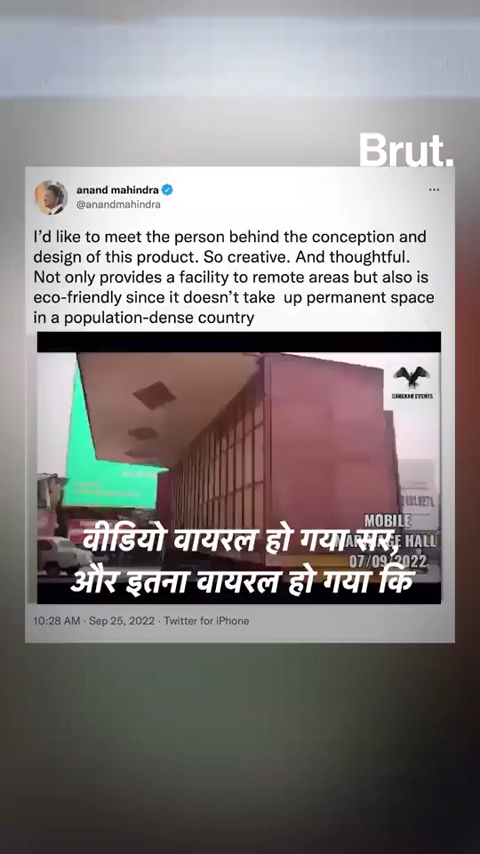 Brut.
anand mahindra
@anandmahindra
I'd like to meet the person behind the conception and
design of this product. So creative. And thoughtful.
Not only provides a facility to remote areas but also is
eco-friendly since it doesn't take up permanent space
in a population-dense country
MOBILE
HALL
07/09/2022
वीडियो वायरल हो गया सर,
और इतना वायरल हो गया कि
10:28 AM · Sep 25, 2022 · Twitter for iPhone